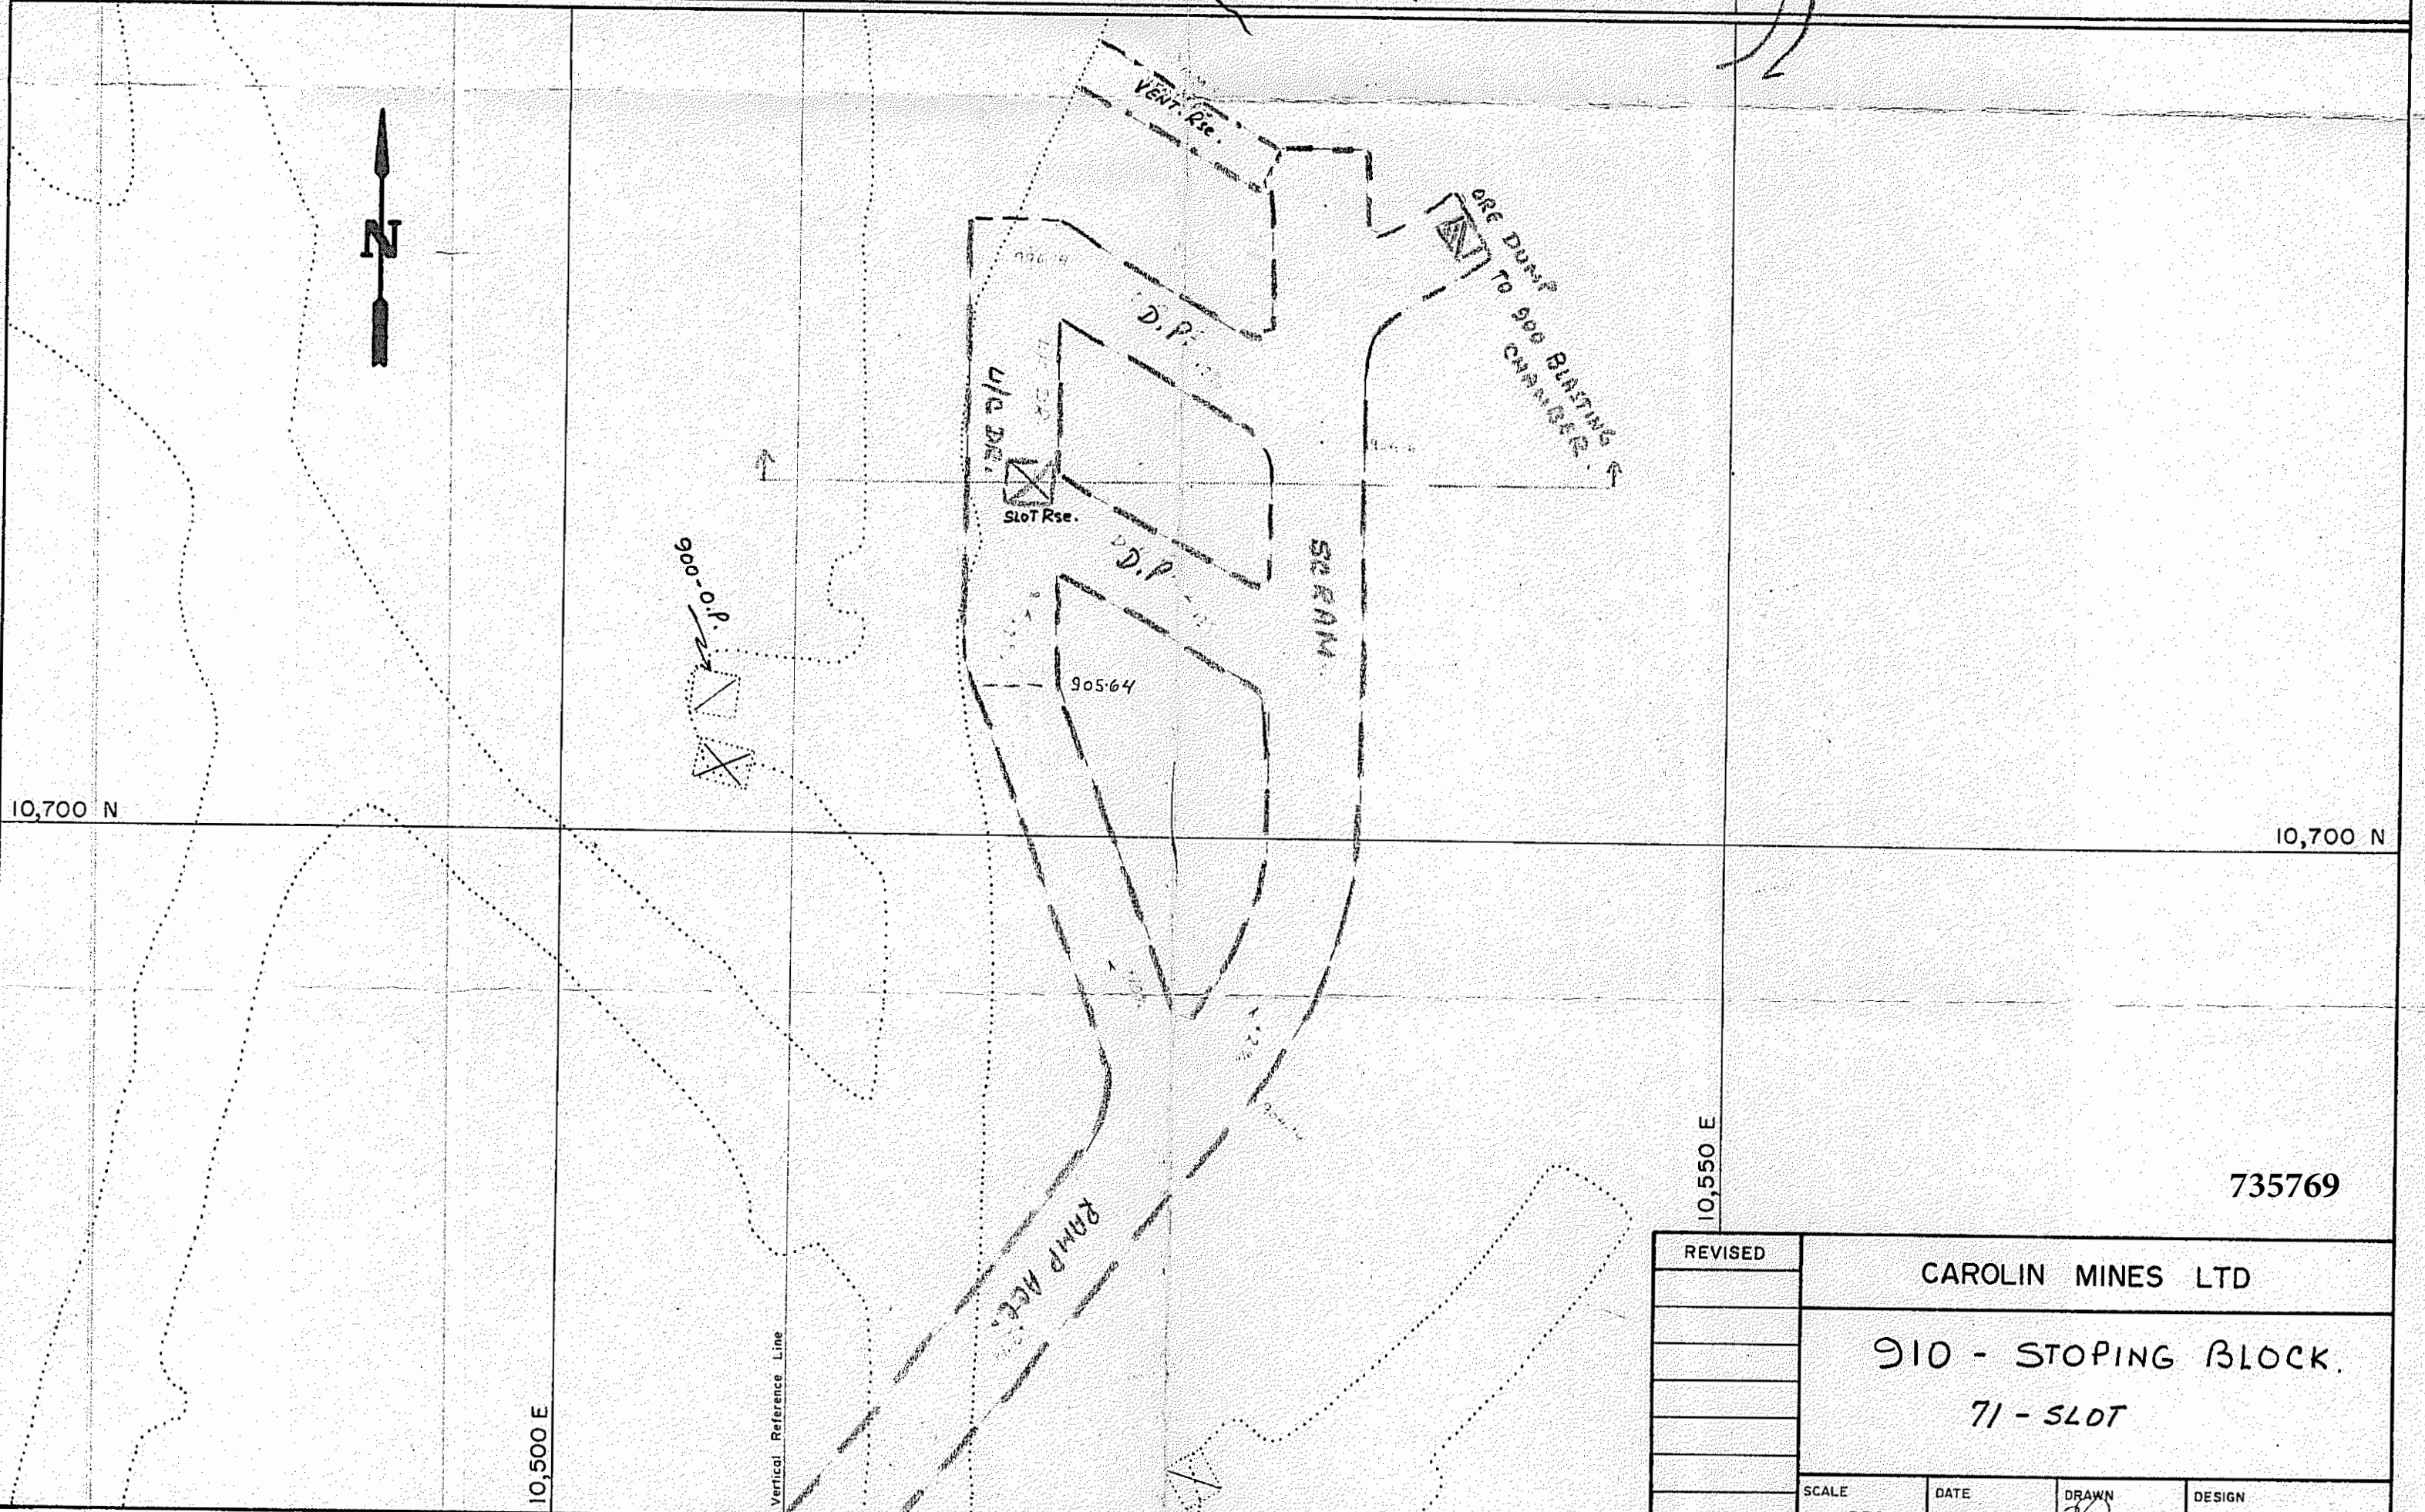 VENT. Rse.
N
ORE DUMP
TO 900 BLASTING
CHAMBER.
D.P.
U/C DR.
SLOT Rse.
D.P.
SCRAM.
900-O.P.
905.64
10,700 N
10,700 N
RAMP Acc.
10,550 E
735769
Vertical Reference Line
10,500 E
REVISED
CAROLIN MINES LTD
910 - STOPING BLOCK.
71 - SLOT
SCALE
DATE
DRAWN
DESIGN